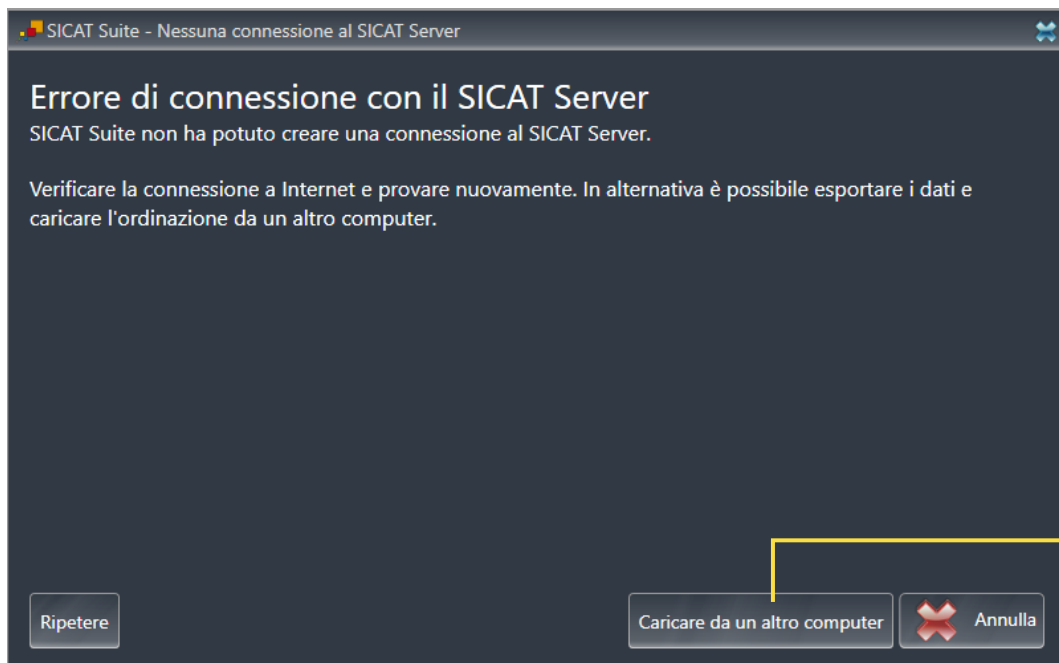 SICAT Suite - Nessuna connessione al SICAT Server
Errore di connessione con il SICAT Server
SICAT Suite non ha potuto creare una connessione al SICAT Server.
Verificare la connessione a Internet e provare nuovamente. In alternativa è possibile esportare i dati e
caricare l'ordinazione da un altro computer.
Ripetere
Caricare da un altro computer
Annulla